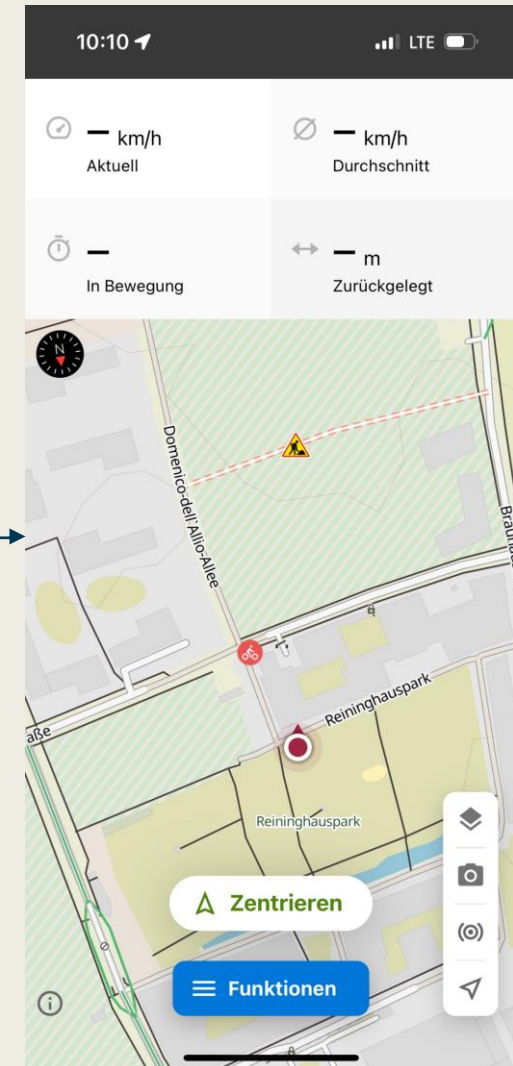 10:10
LTE
— km/h
Aktuell
— km/h
Durchschnitt
—
In Bewegung
— m
Zurückgelegt
N
Domenico-dell'Allio-Allee
Reininghauspark
aße
Reininghauspark
Zentrieren
Funktionen